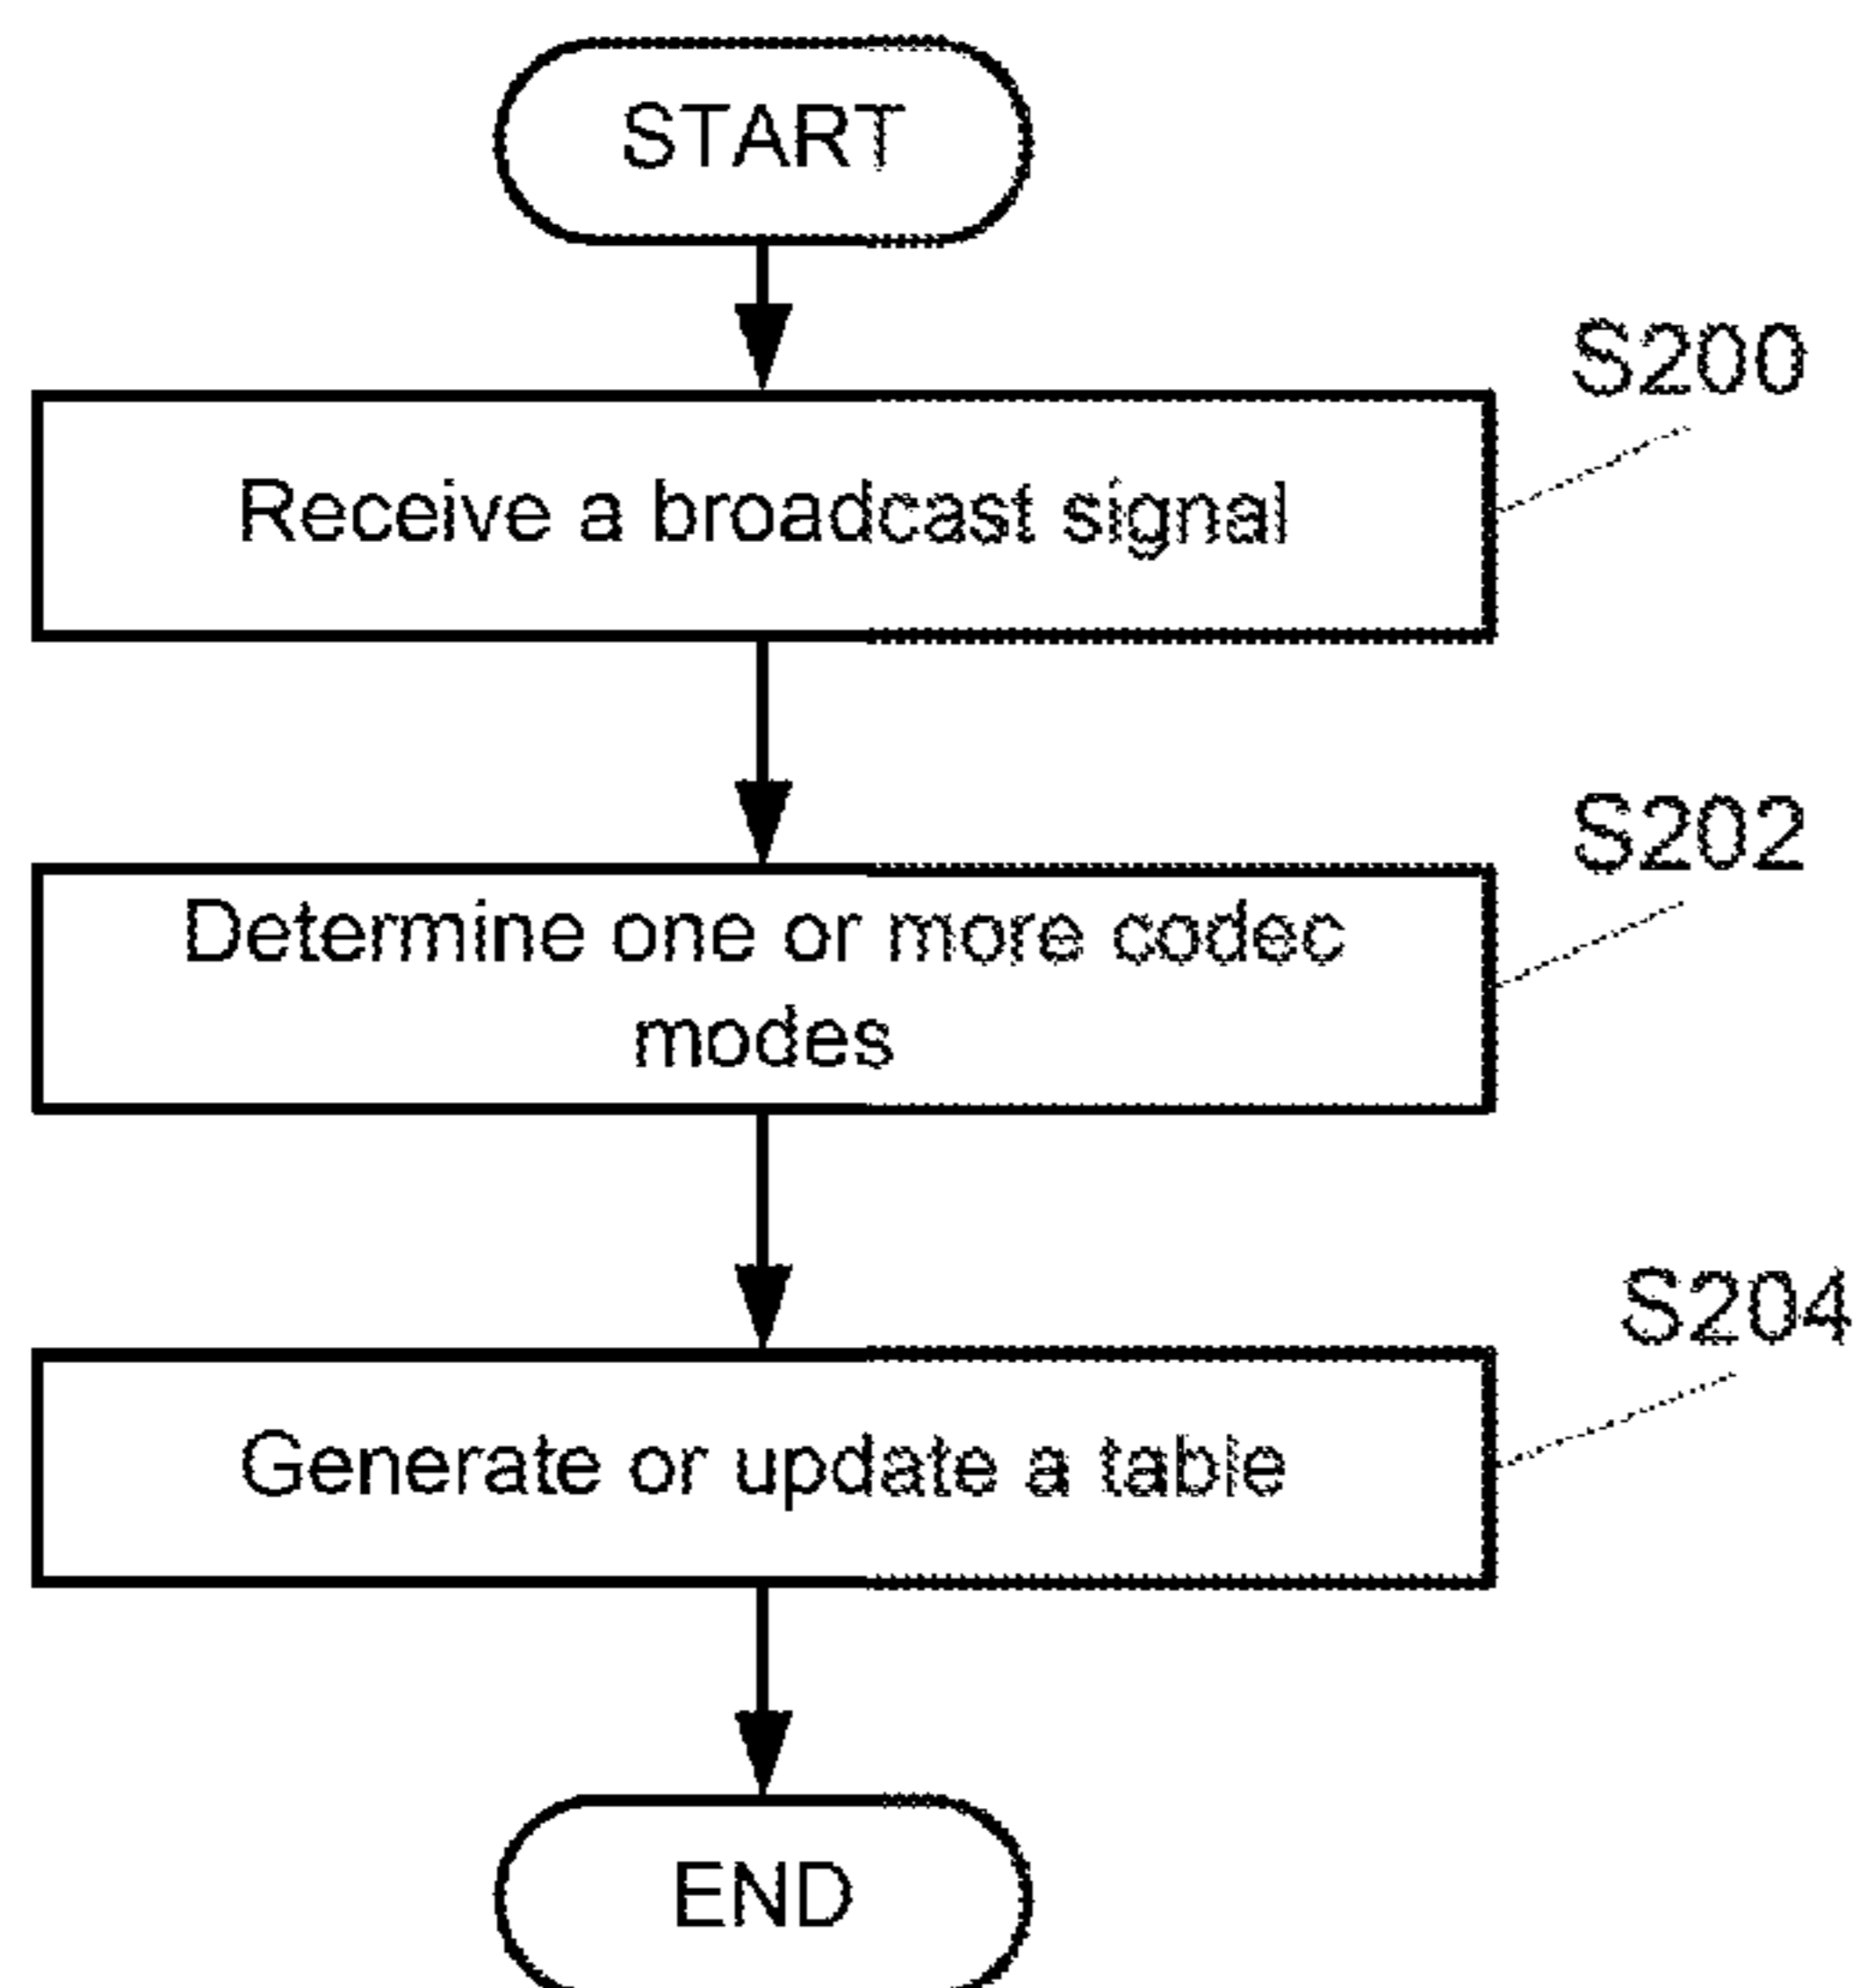 START
S200
Receive a broadcast signal
S202
Determine one or more codec
modes
S204
Generate or update a table
END